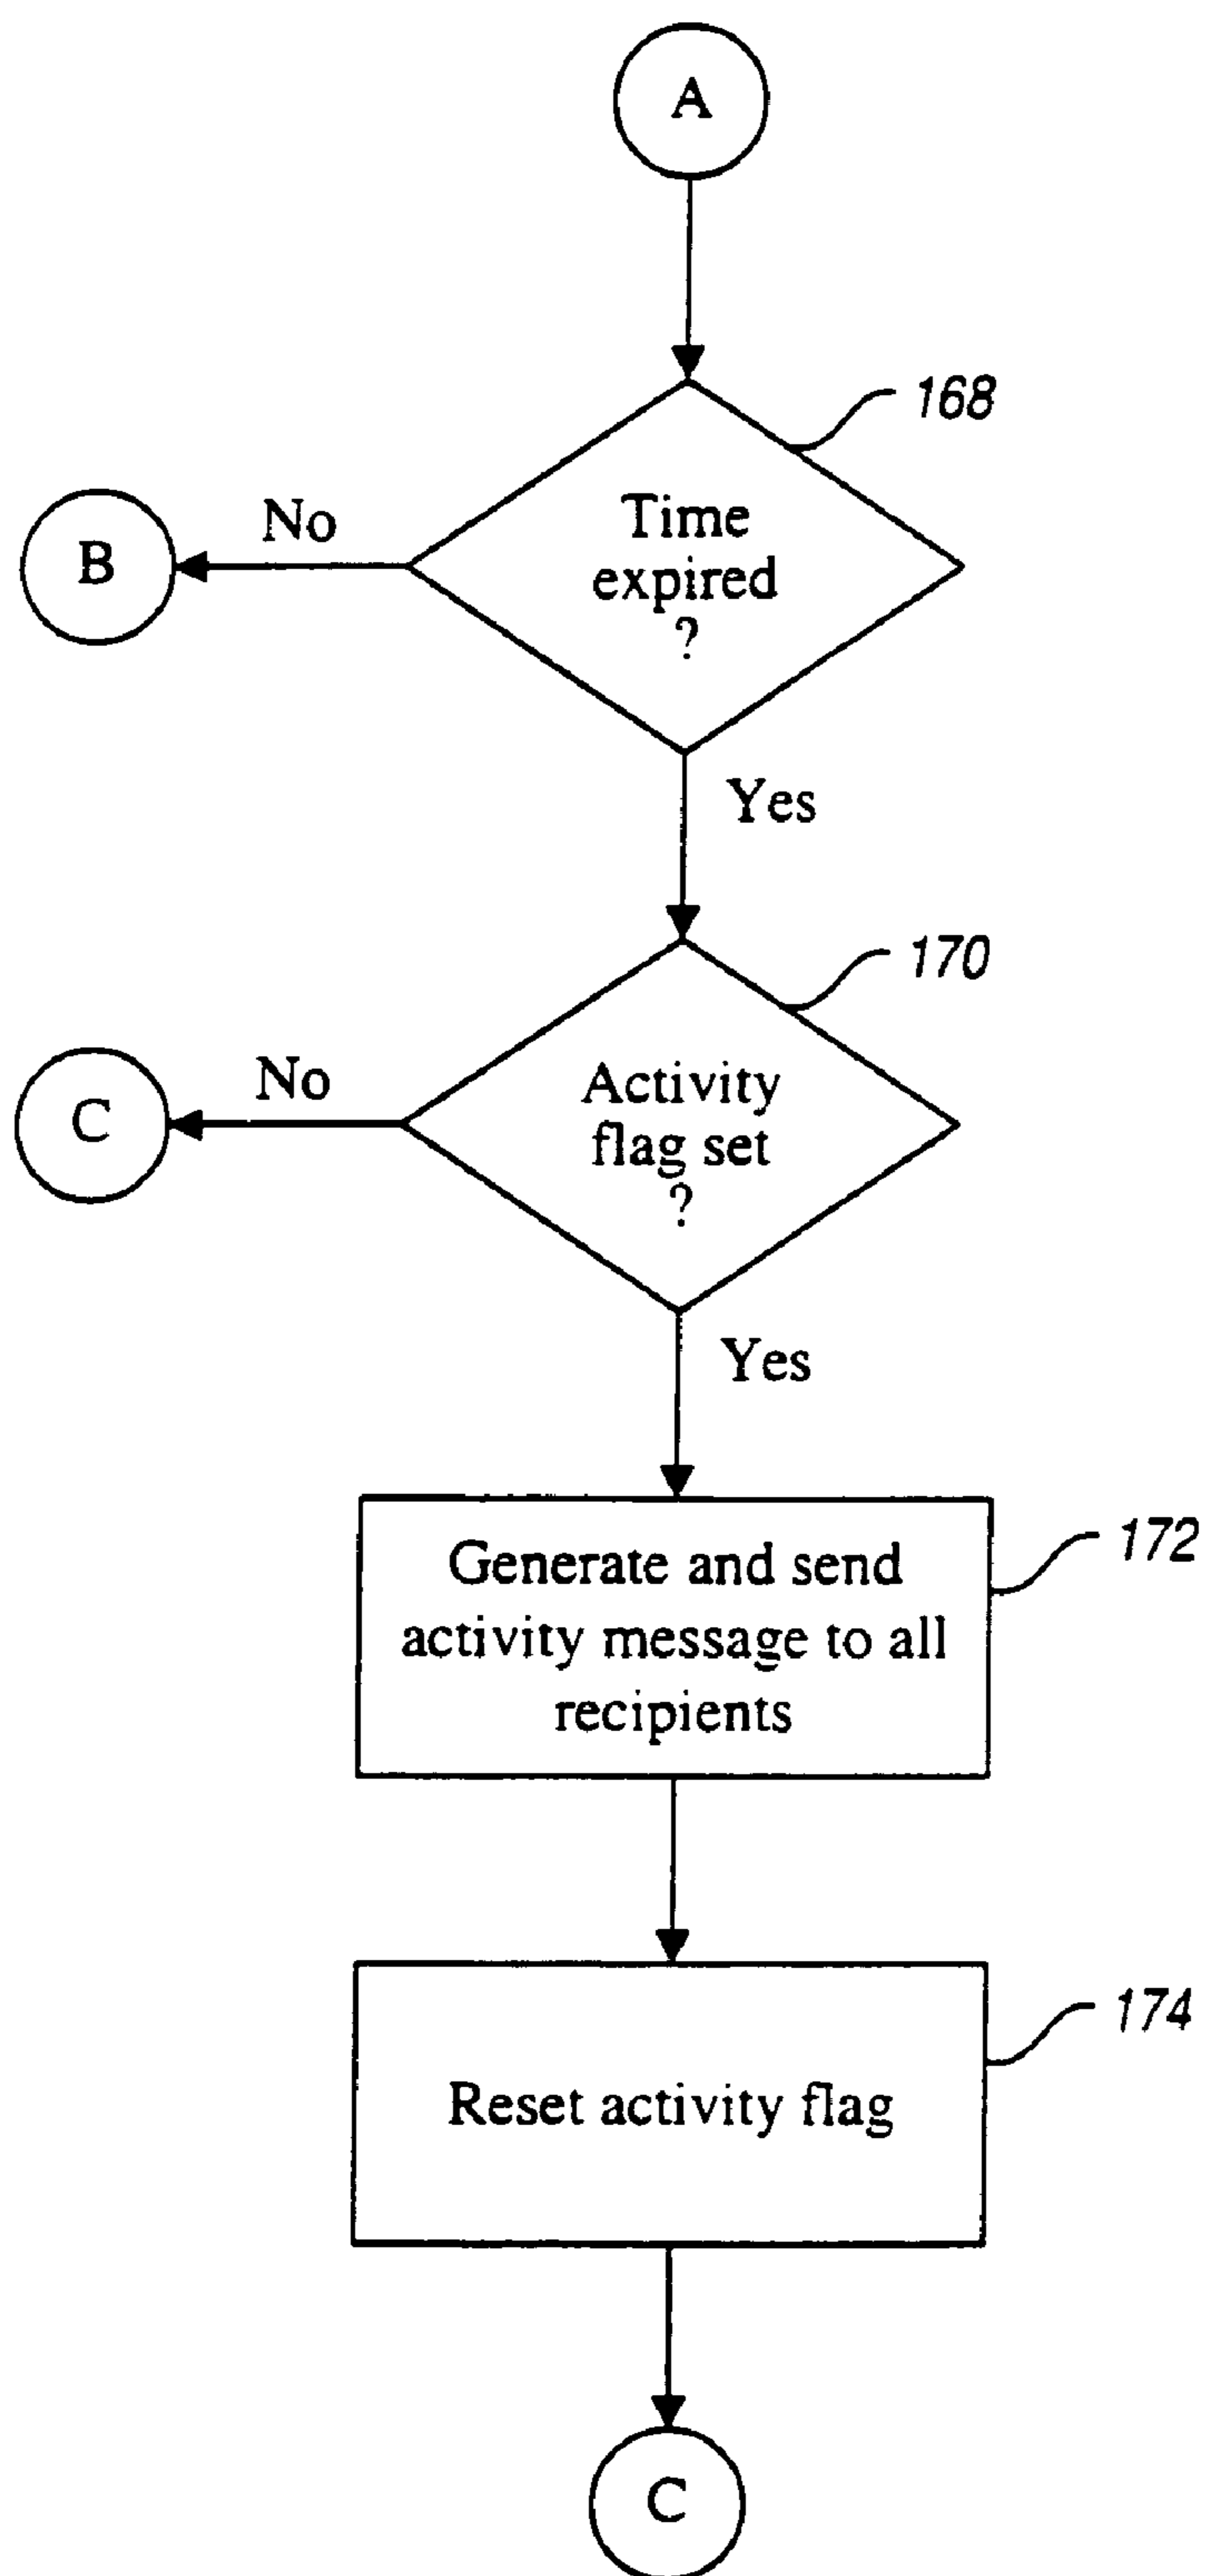 A
168
Time
expired
?
No
B
Yes
170
Activity
flag set
?
No
C
Yes
172
Generate and send
activity message to all
recipients
174
Reset activity flag
C